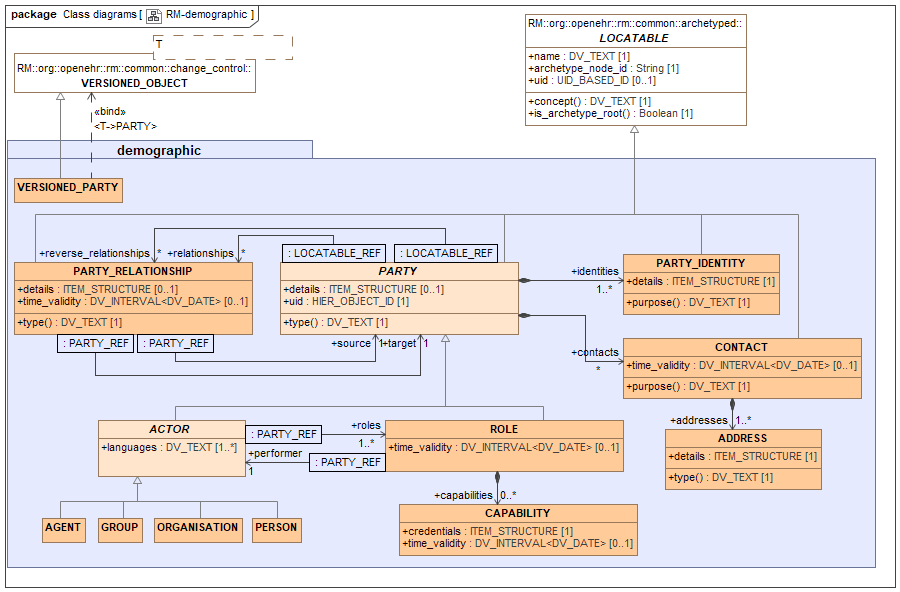 package Class diagrams [ RM-demographic ]
T
RM::org::openehr::rm::common::change_control::
VERSIONED_OBJECT
RM::org::openehr::rm::common::archetyped::
LOCATABLE
+name : DV_TEXT [1]
+archetype_node_id : String [1]
+uid : UID_BASED_ID [0..1]
+concept() : DV_TEXT [1]
+is_archetype_root() : Boolean [1]
«bind»
<T->PARTY>
demographic
VERSIONED_PARTY
+reverse_relationships
*
+relationships
*
: LOCATABLE_REF
: LOCATABLE_REF
PARTY_RELATIONSHIP
+details : ITEM_STRUCTURE [0..1]
+time_validity : DV_INTERVAL<DV_DATE> [0..1]
+type() : DV_TEXT [1]
: PARTY_REF
: PARTY_REF
PARTY
+details : ITEM_STRUCTURE [0..1]
+uid : HIER_OBJECT_ID [1]
+type() : DV_TEXT [1]
+source
1
+target
1
+identities
1..*
PARTY_IDENTITY
+details : ITEM_STRUCTURE [1]
+purpose() : DV_TEXT [1]
+contacts
*
CONTACT
+time_validity : DV_INTERVAL<DV_DATE> [0..1]
+purpose() : DV_TEXT [1]
+addresses
1..*
ADDRESS
+details : ITEM_STRUCTURE [1]
+type() : DV_TEXT [1]
ACTOR
+languages : DV_TEXT [1..*]
: PARTY_REF
+roles
1..*
+performer
1
: PARTY_REF
ROLE
+time_validity : DV_INTERVAL<DV_DATE> [0..1]
+capabilities
0..*
CAPABILITY
+credentials : ITEM_STRUCTURE [1]
+time_validity : DV_INTERVAL<DV_DATE> [0..1]
AGENT
GROUP
ORGANISATION
PERSON